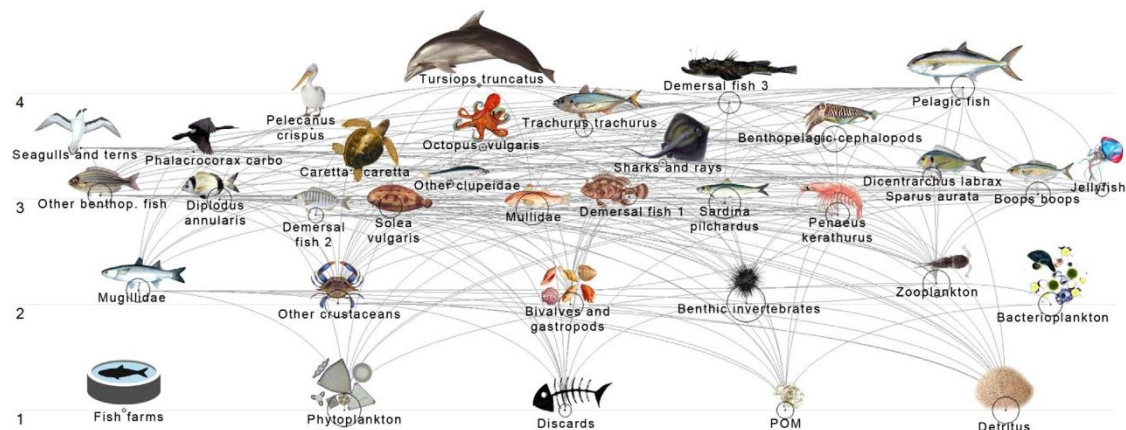 Tursiops truncatus
Demersal fish 3
4
Pelagic fish
Pelecanus
crispus
Trachurus trachurus
Seagulls and terns
Phalacrocorax carbo
Octopus vulgaris
Benthopelagic cephalopods
Caretta caretta
Sharks and rays
Other clupeidae
Dicentrarchus labrax
Sparus aurata
Jellyfish
Other benthop. fish
Diplodus
annularis
3
Demersal
fish 2
Solea
vulgaris
Mullidae
Demersal fish 1
Sardina
pilchardus
Penaeus
kerathurus
Boops boops
Mugillidae
Other crustaceans
Bivalves and
gastropods
Benthic invertebrates
Zooplankton
Bacterioplankton
2
Fish farms
Phytoplankton
Discards
POM
Detritus
1